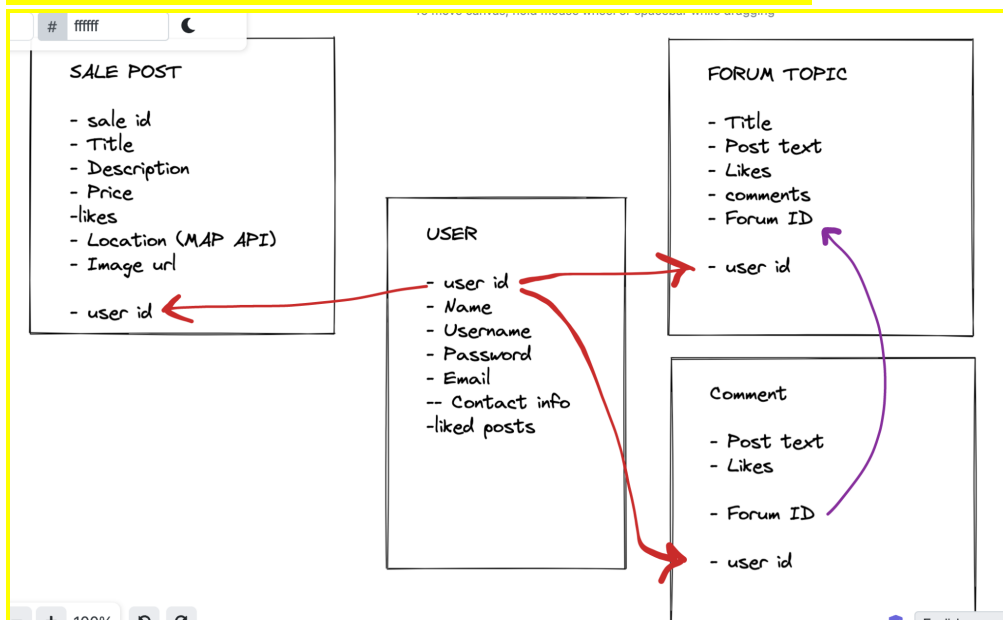 # ffffff
SALE POST
- sale id
- Title
- Description
- Price
-likes
- Location (MAP API)
- Image url
- user id
USER
- user id
- Name
- Username
- Password
- Email
-- Contact info
-liked posts
FORUM TOPIC
- Title
- Post text
- Likes
- comments
- Forum ID
- user id
Comment
- Post text
- Likes
- Forum ID
- user id